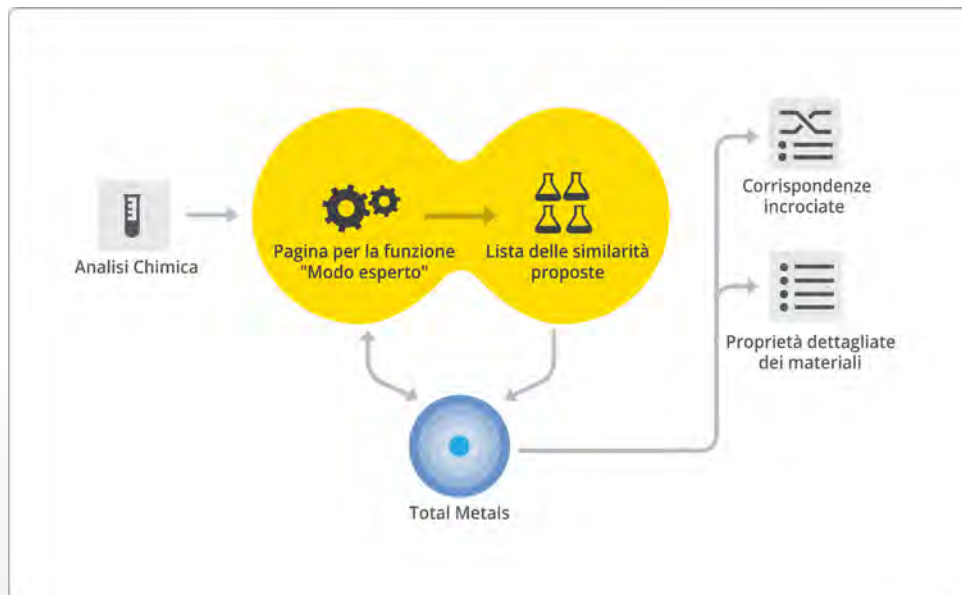 Analisi Chimica
Pagina per la funzione
"Modo esperto"
Lista delle similarità
proposte
Corrispondenze
incrociate
Proprietà dettagliate
dei materiali
Total Metals